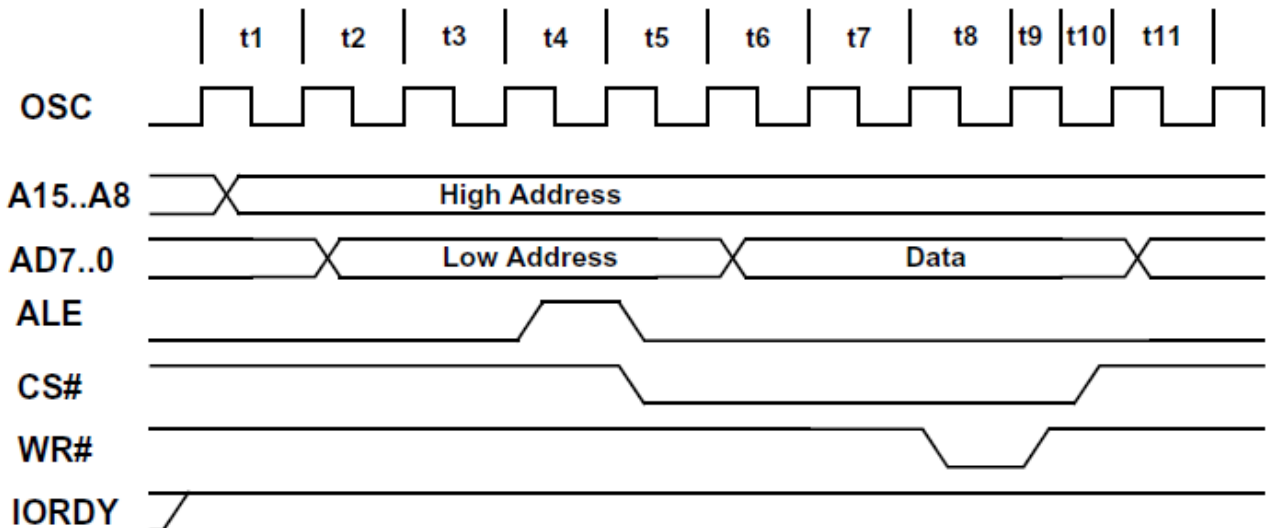 t1 t2 t3 t4 t5 t6 t7 t8 t9 t10 t11
OSC
A15..A8 High Address
AD7..0 Low Address Data
ALE
CS#
WR#
IORDY